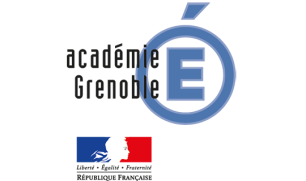 académie
Grenoble
É
Liberté • Égalité • Fraternité
RÉPUBLIQUE FRANÇAISE